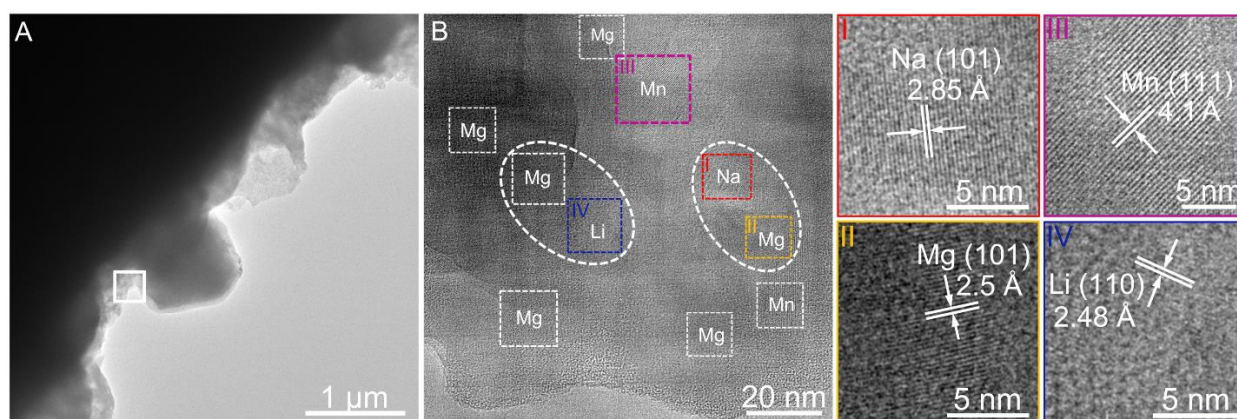 A
1 µm
B
Mg
III
Mn
Mg
Mg
IV
Li
I
Na
II
Mg
Mg
Mg
Mn
20 nm
I
Na (101)
2.85 Å
5 nm
III
Mn (111)
4.1 Å
5 nm
II
Mg (101)
2.5 Å
5 nm
IV
Li (110)
2.48 Å
5 nm